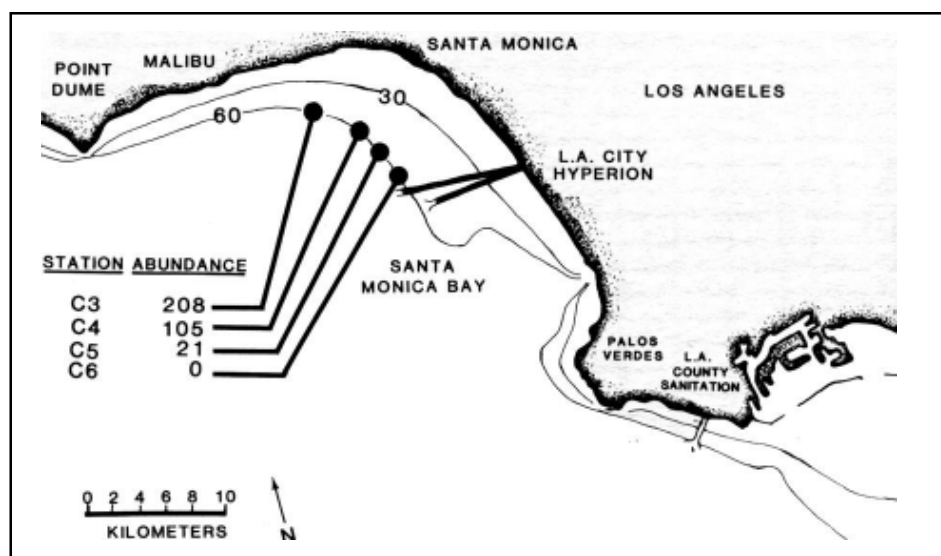 SANTA MONICA
MALIBU
POINT
DUME
LOS ANGELES
30
60
L.A. CITY
HYPERION
STATION ABUNDANCE
SANTA
MONICA BAY
C3 208
C4 105
C5 21
C6 0
PALOS
VERDES
L.A.
COUNTY
SANITATION
0 2 4 6 8 10
KILOMETERS
N